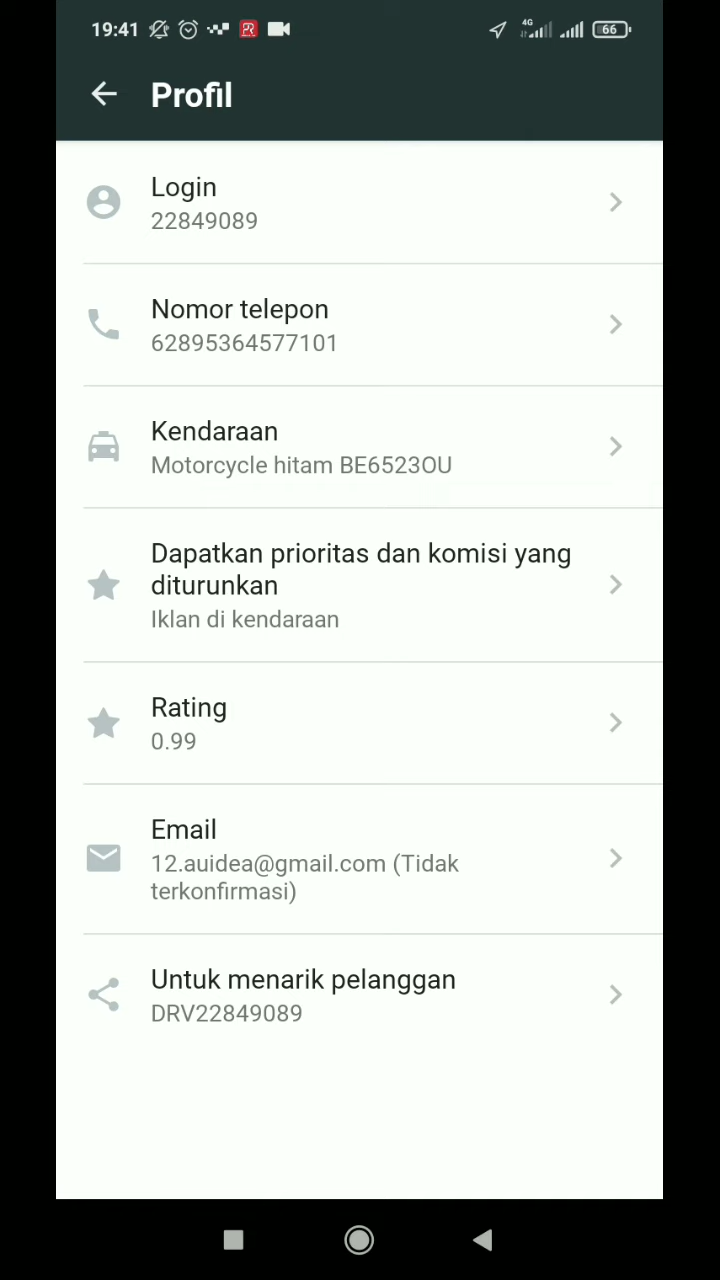 19:41
4G
66
Profil
Login
22849089
Nomor telepon
62895364577101
Kendaraan
Motorcycle hitam BE6523OU
Dapatkan prioritas dan komisi yang
diturunkan
Iklan di kendaraan
Rating
0.99
Email
12.auidea@gmail.com (Tidak
terkonfirmasi)
Untuk menarik pelanggan
DRV22849089